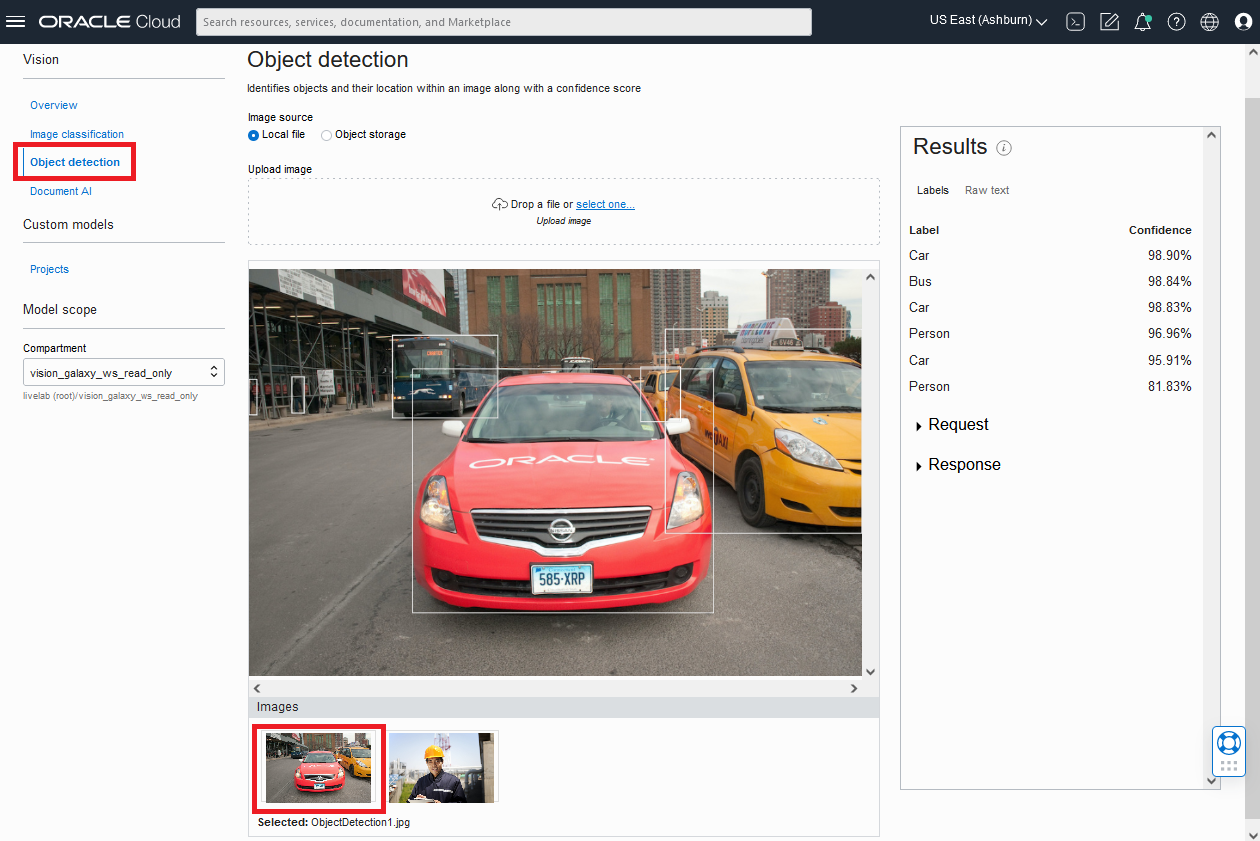 ORACLE Cloud
Search resources, services, documentation, and Marketplace
US East (Ashburn)
Vision
Overview
Image classification
Object detection
Document AI
Custom models
Projects
Model scope
Compartment
vision_galaxy_ws_read_only
livelab (root)/vision_galaxy_ws_read_only
Object detection
Identifies objects and their location within an image along with a confidence score
Image source
Local file Object storage
Upload image
Drop a file or select one...
Upload image
6V46
TAXI
ORACLE
NISSAN
585-XRP
Images
Selected: ObjectDetection1.jpg
Results
Labels Raw text
Label Confidence
Car 98.90%
Bus 98.84%
Car 98.83%
Person 96.96%
Car 95.91%
Person 81.83%
Request
Response